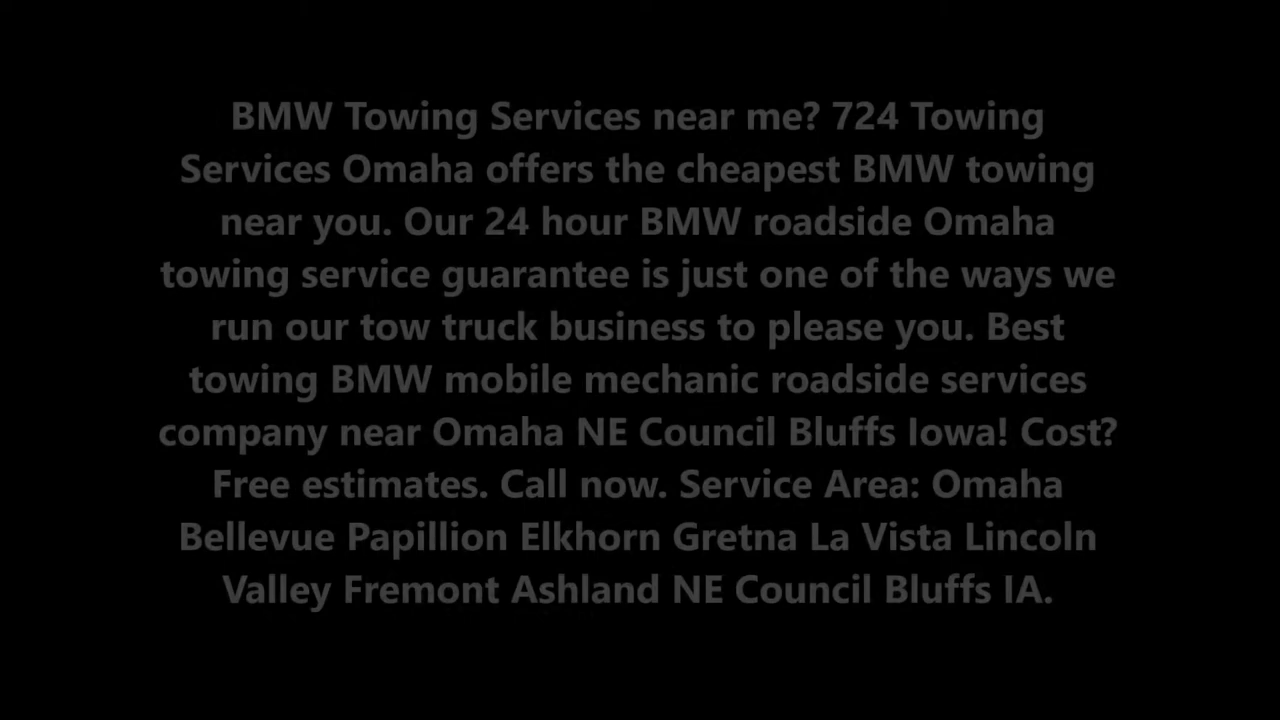 BMW Towing Services near me? 724 Towing
Services Omaha offers the cheapest BMW towing
near you. Our 24 hour BMW roadside Omaha
towing service guarantee is just one of the ways we
run our tow truck business to please you. Best
towing BMW mobile mechanic roadside services
company near Omaha NE Council Bluffs Iowa! Cost?
Free estimates. Call now. Service Area: Omaha
Bellevue Papillion Elkhorn Gretna La Vista Lincoln
Valley Fremont Ashland NE Council Bluffs IA.